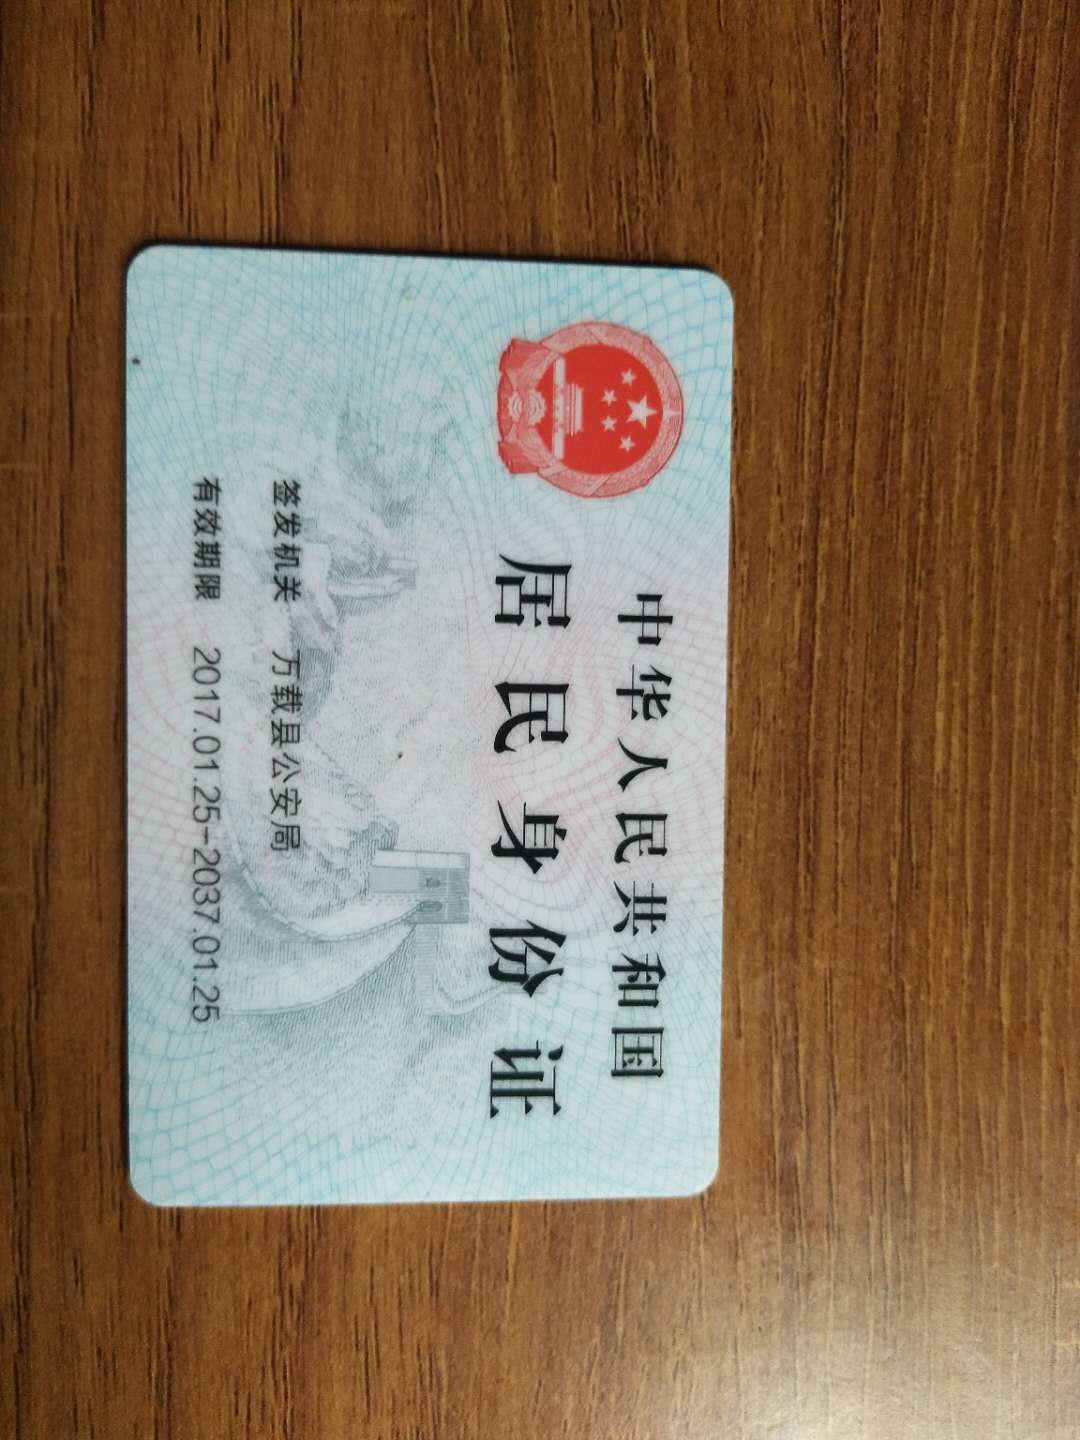 中华人民共和国
居民身份证
签发机关 万载县公安局
有效期限 2017.01.25-2037.01.25